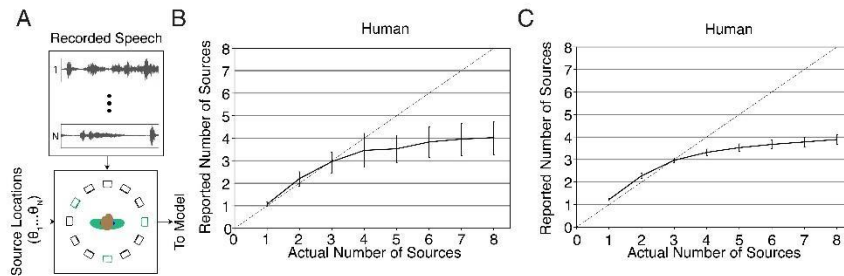 A
Recorded Speech
1
N
Source Locations
(θ1...θN)
To Model
B
Human
Reported Number of Sources
8
7
6
5
4
3
2
1
0
0 1 2 3 4 5 6 7 8
Actual Number of Sources
C
Human
Reported Number of Sources
8
7
6
5
4
3
2
1
0
0 1 2 3 4 5 6 7 8
Actual Number of Sources